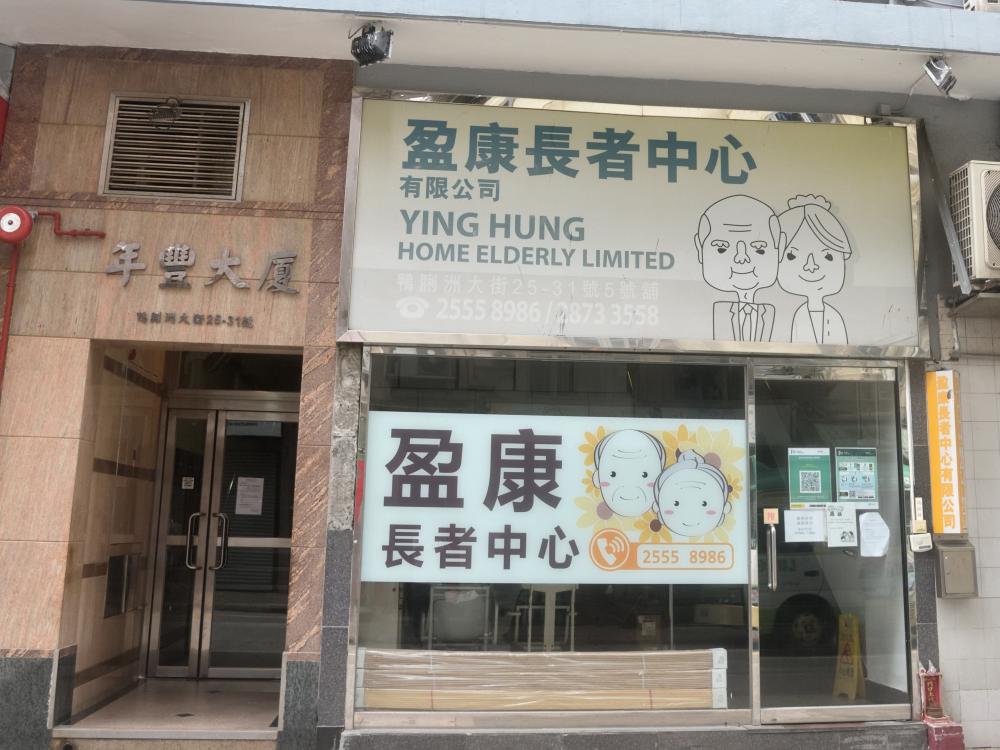 年豐大廈
鴨脷洲大街25-31號
盈康長者中心
有限公司
YING HUNG
HOME ELDERLY LIMITED
鴨脷洲大街25-31號5號舖
2555 8986 / 2873 3558
盈康
長者中心
2555 8986
推
盈康長者中心有限公司